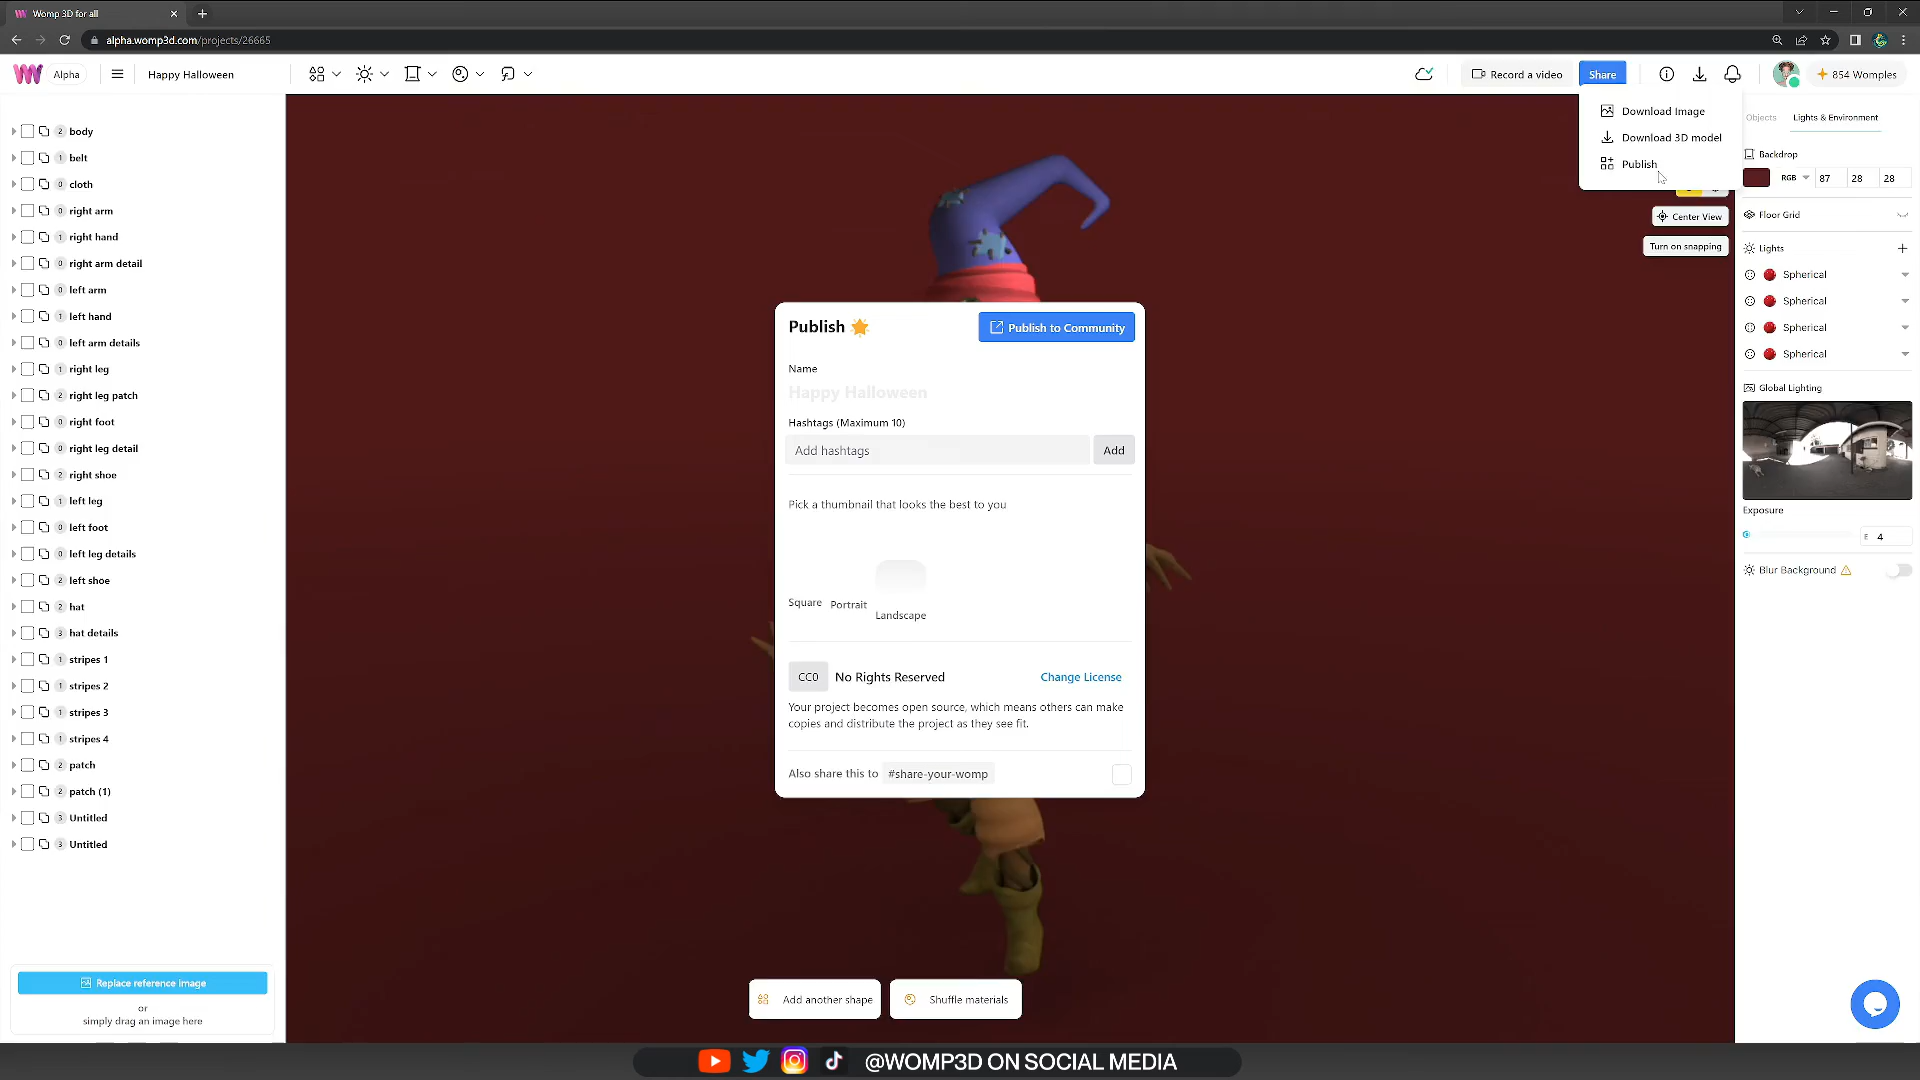 Womp 3D for all
alpha.womp3d.com/projects/26665
Alpha
Happy Halloween
Record a video
Share
854 Womples
Download Image
Download 3D model
Publish
Objects
Lights & Environment
Backdrop
RGB
87
28
28
Center View
Floor Grid
Turn on snapping
Lights
Spherical
Spherical
Spherical
Spherical
Global Lighting
Exposure
E 4
Blur Background
2 body
1 belt
0 cloth
0 right arm
1 right hand
0 right arm detail
0 left arm
1 left hand
0 left arm details
1 right leg
2 right leg patch
0 right foot
0 right leg detail
2 right shoe
1 left leg
0 left foot
0 left leg details
2 left shoe
2 hat
3 hat details
1 stripes 1
1 stripes 2
1 stripes 3
1 stripes 4
2 patch
2 patch (1)
3 Untitled
3 Untitled
Replace reference image
or
simply drag an image here
Publish
Publish to Community
Name
Happy Halloween
Hashtags (Maximum 10)
Add hashtags
Add
Pick a thumbnail that looks the best to you
Square
Portrait
Landscape
CC0
No Rights Reserved
Change License
Your project becomes open source, which means others can make
copies and distribute the project as they see fit.
Also share this to #share-your-womp
Add another shape
Shuffle materials
@WOMP3D ON SOCIAL MEDIA